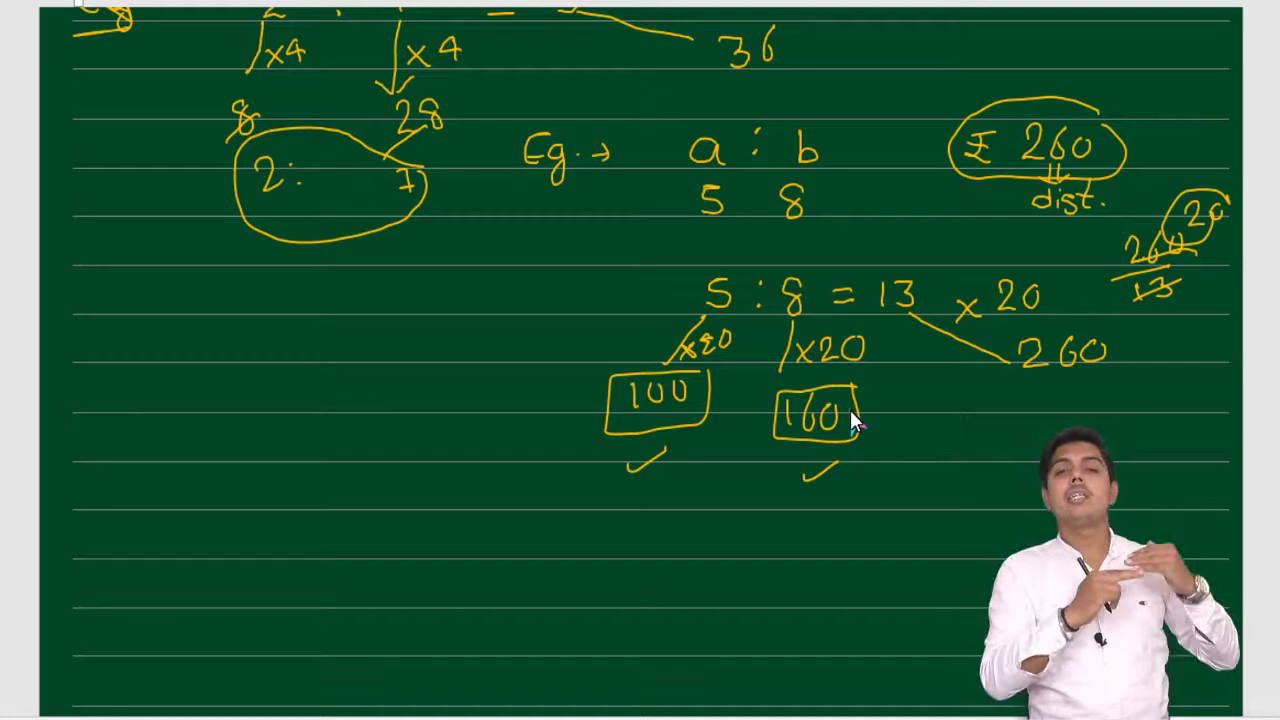 36
x4 x4
8 28
2: 7
Eg. → a : b ₹ 260
5 8 dist.
20
260
13
5 : 8 = 13 x 20
x20 x20 260
100 160